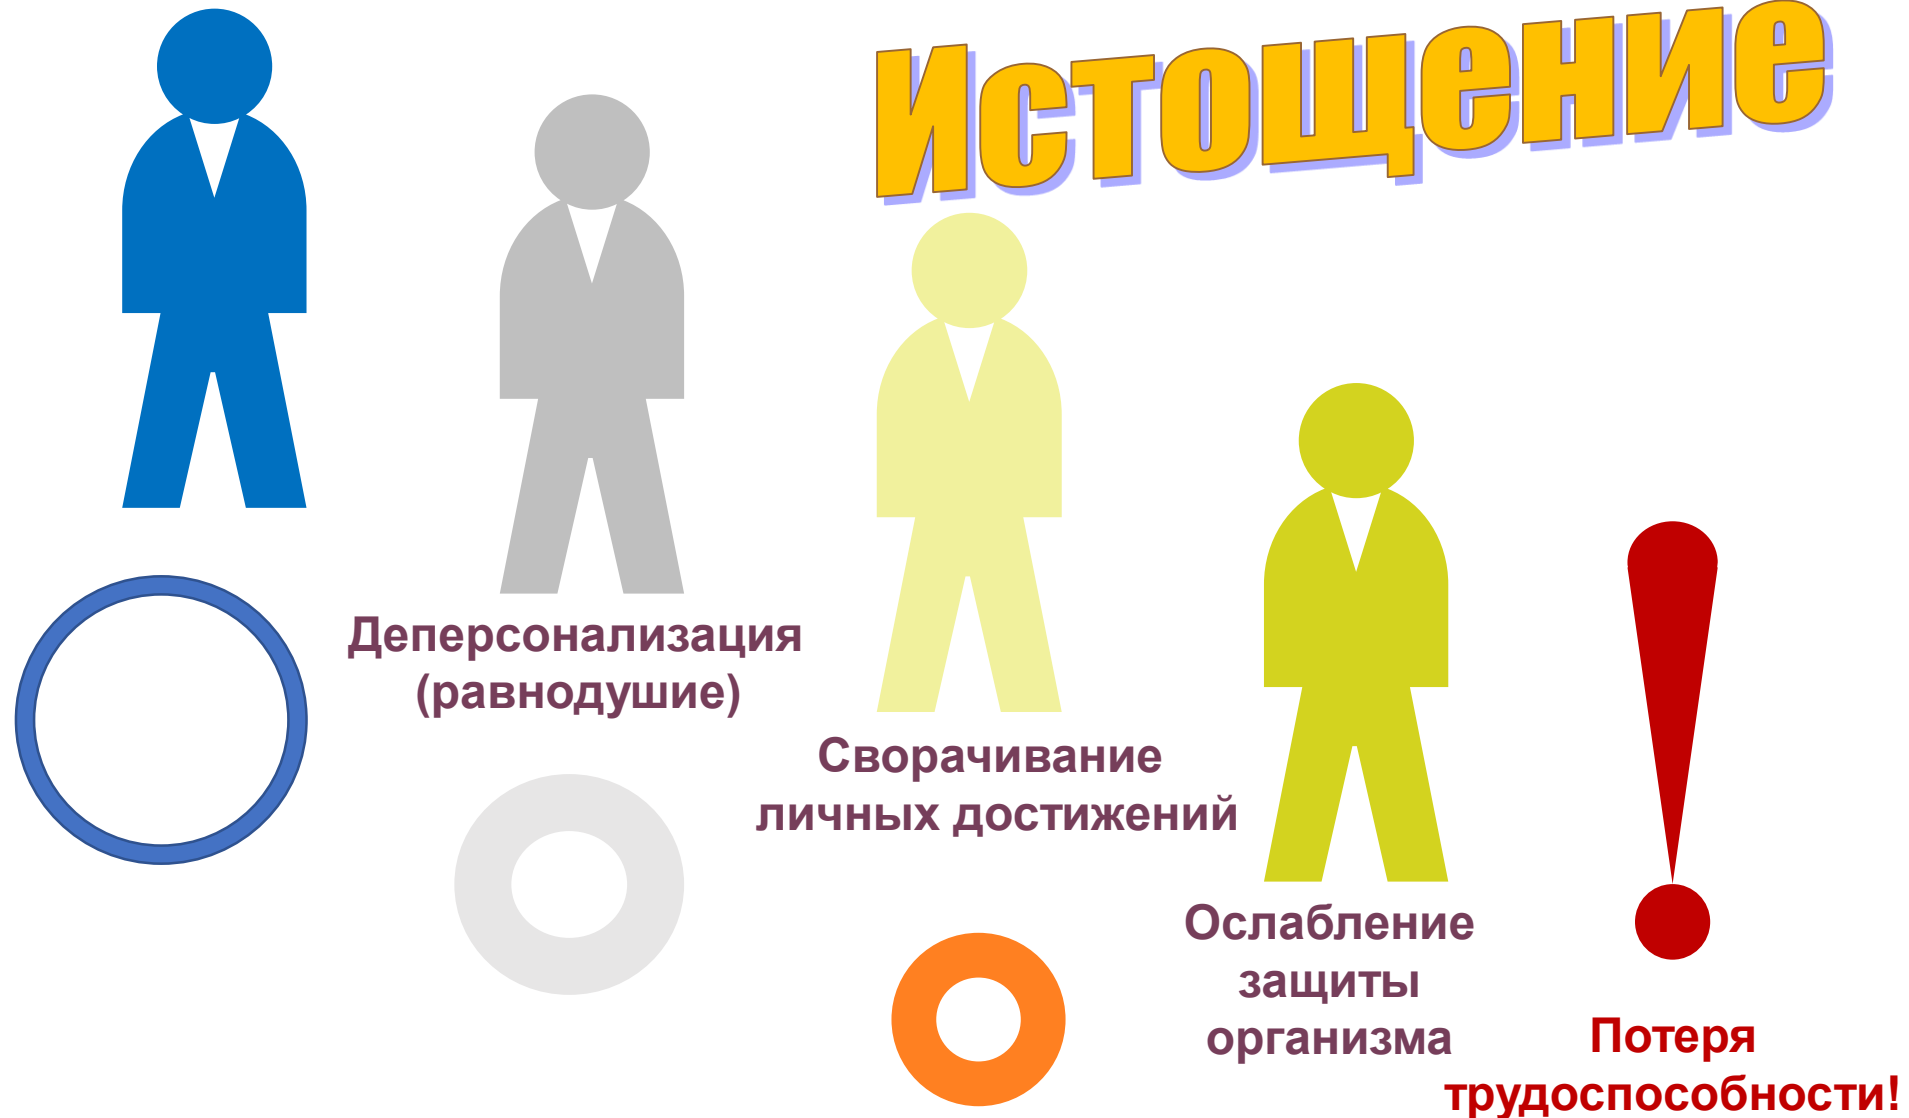 Истощение
Деперсонализация
(равнодушие)
Сворачивание
личных достижений
Ослабление
защиты
организма
Потеря
трудоспособности!